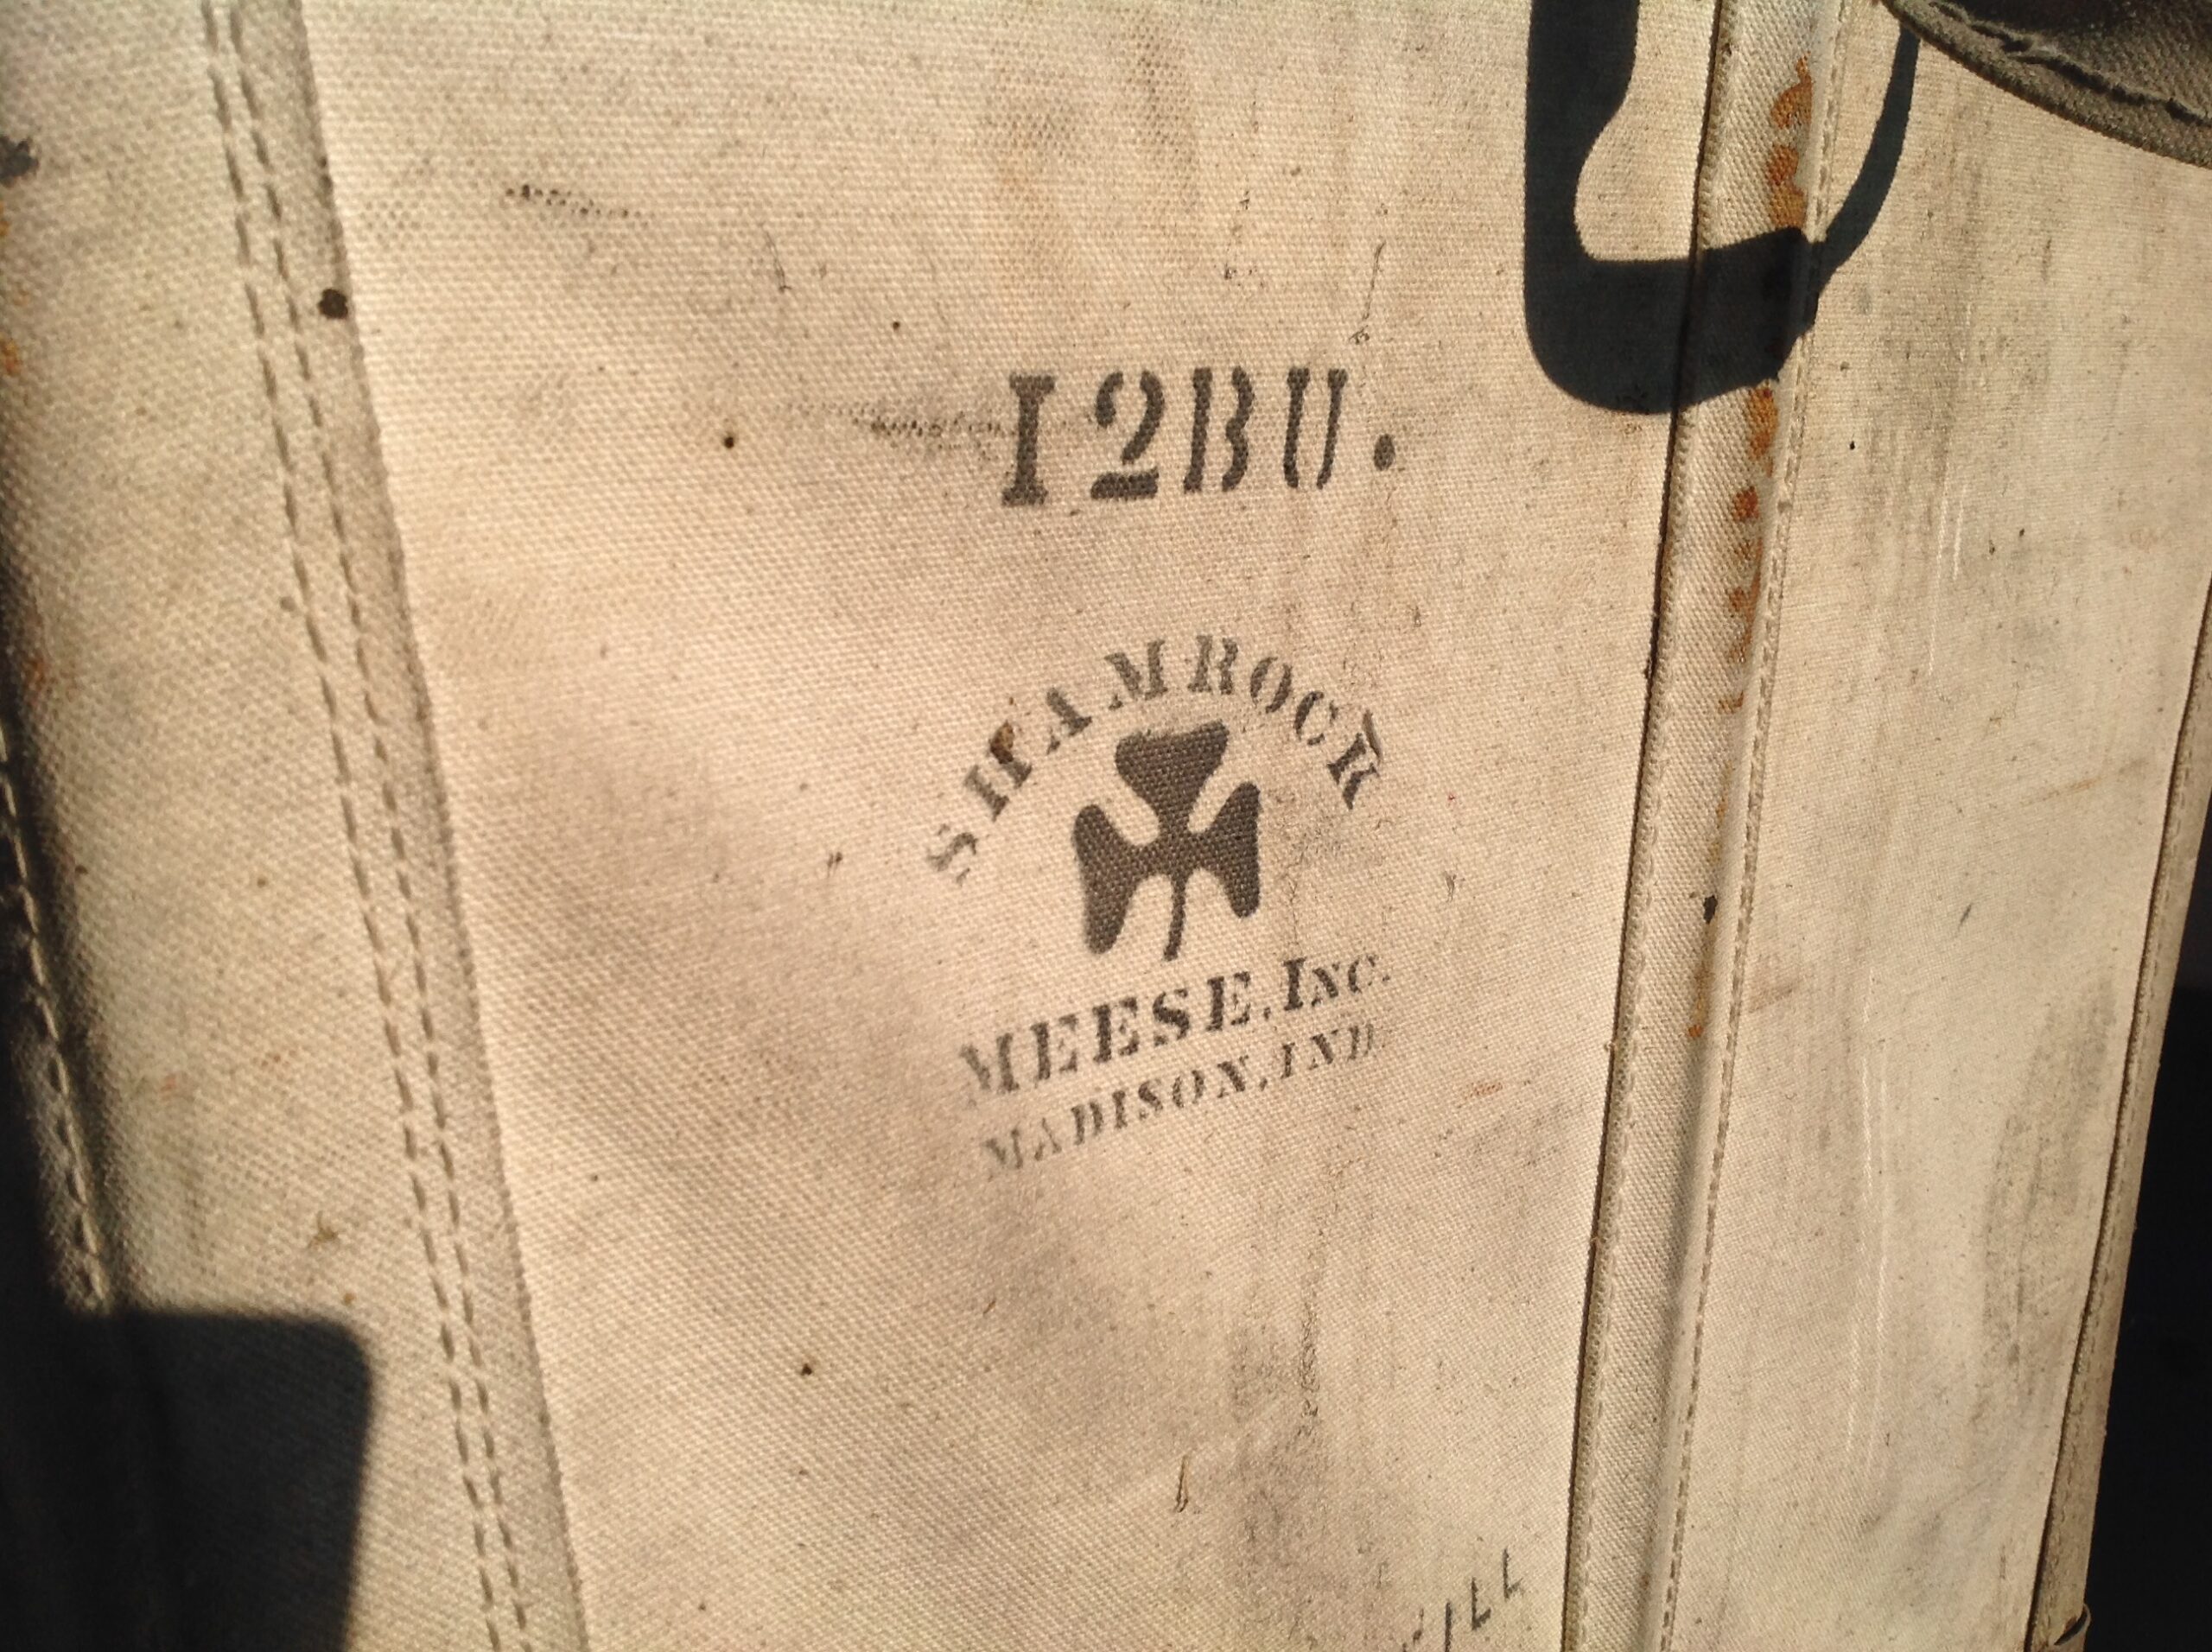 12BU.
SHAMROCK
MEESE, INC.
MADISON, IND.